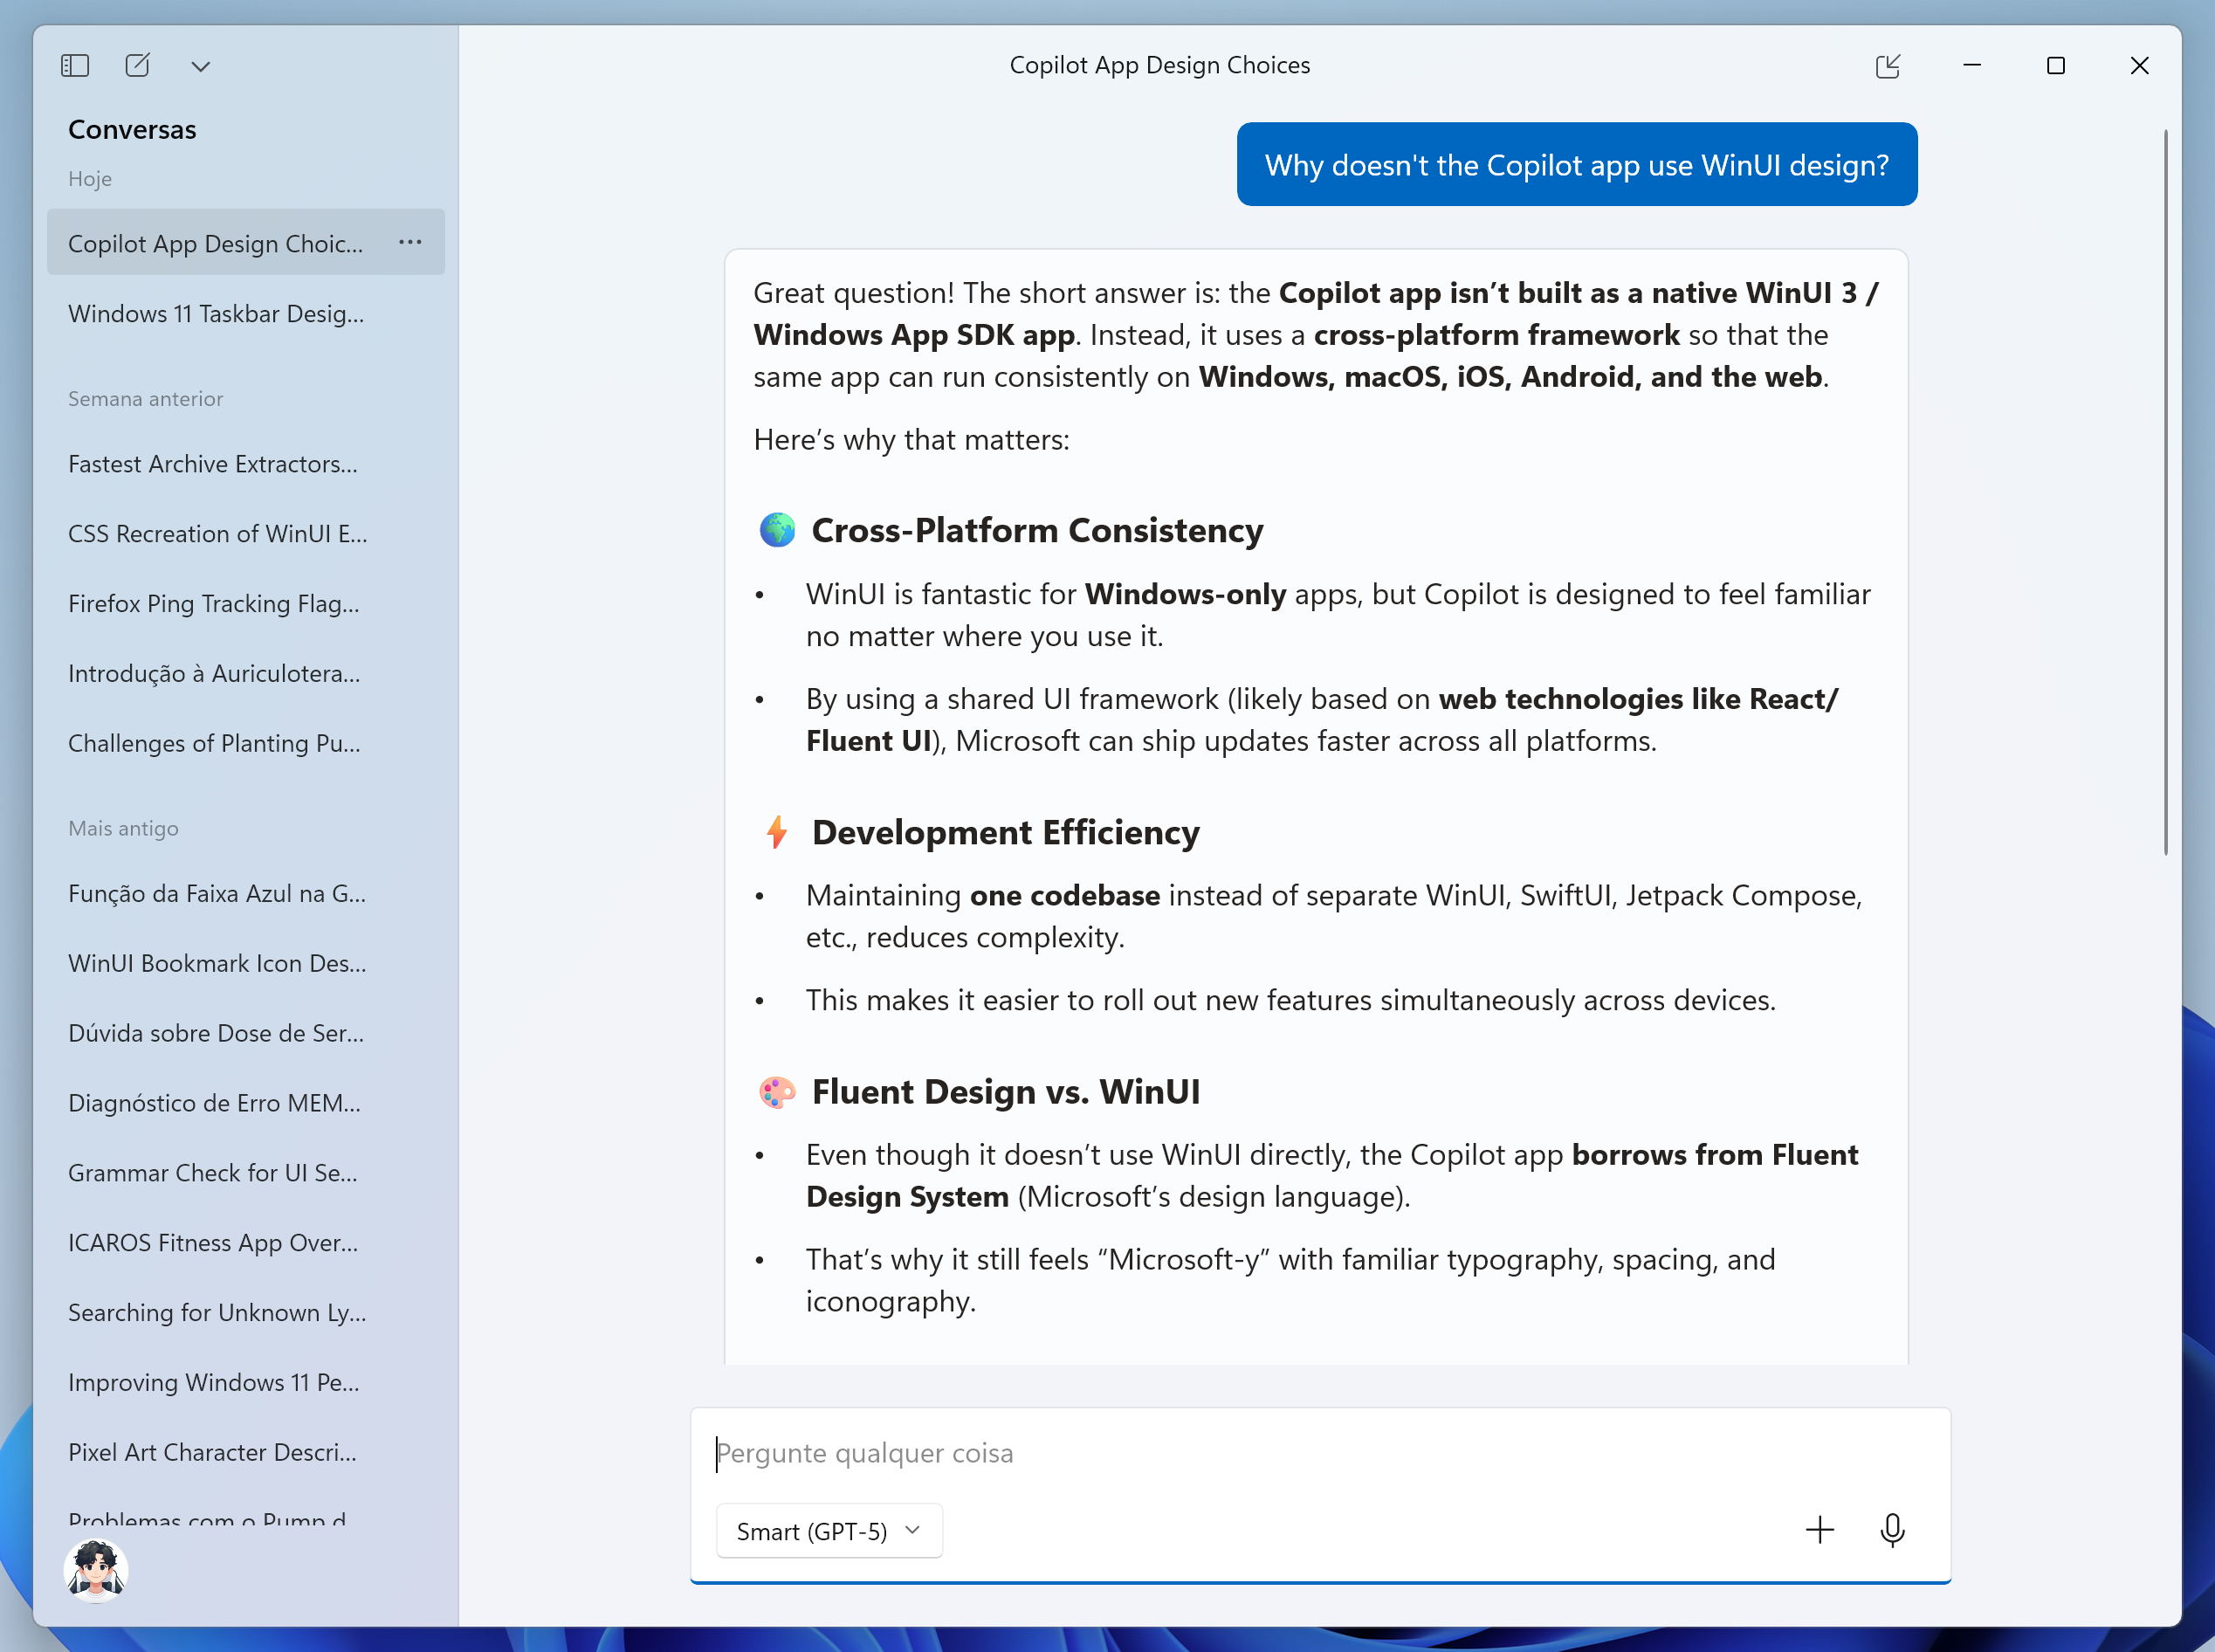 Copilot App Design Choices
Conversas
Hoje
Copilot App Design Choic...
Windows 11 Taskbar Desig...
Semana anterior
Fastest Archive Extractors...
CSS Recreation of WinUI E...
Firefox Ping Tracking Flag...
Introdução à Auriculotera...
Challenges of Planting Pu...
Mais antigo
Função da Faixa Azul na G...
WinUI Bookmark Icon Des...
Dúvida sobre Dose de Ser...
Diagnóstico de Erro MEM...
Grammar Check for UI Se...
ICAROS Fitness App Over...
Searching for Unknown Ly...
Improving Windows 11 Pe...
Pixel Art Character Descri...
Problemas com o Pump d...
Why doesn't the Copilot app use WinUI design?
Great question! The short answer is: the Copilot app isn’t built as a native WinUI 3 /
Windows App SDK app. Instead, it uses a cross-platform framework so that the
same app can run consistently on Windows, macOS, iOS, Android, and the web.
Here’s why that matters:
🌍 Cross-Platform Consistency
• WinUI is fantastic for Windows-only apps, but Copilot is designed to feel familiar
no matter where you use it.
• By using a shared UI framework (likely based on web technologies like React/
Fluent UI), Microsoft can ship updates faster across all platforms.
⚡ Development Efficiency
• Maintaining one codebase instead of separate WinUI, SwiftUI, Jetpack Compose,
etc., reduces complexity.
• This makes it easier to roll out new features simultaneously across devices.
🎨 Fluent Design vs. WinUI
• Even though it doesn’t use WinUI directly, the Copilot app borrows from Fluent
Design System (Microsoft’s design language).
• That’s why it still feels “Microsoft-y” with familiar typography, spacing, and
iconography.
Pergunte qualquer coisa
Smart (GPT-5)